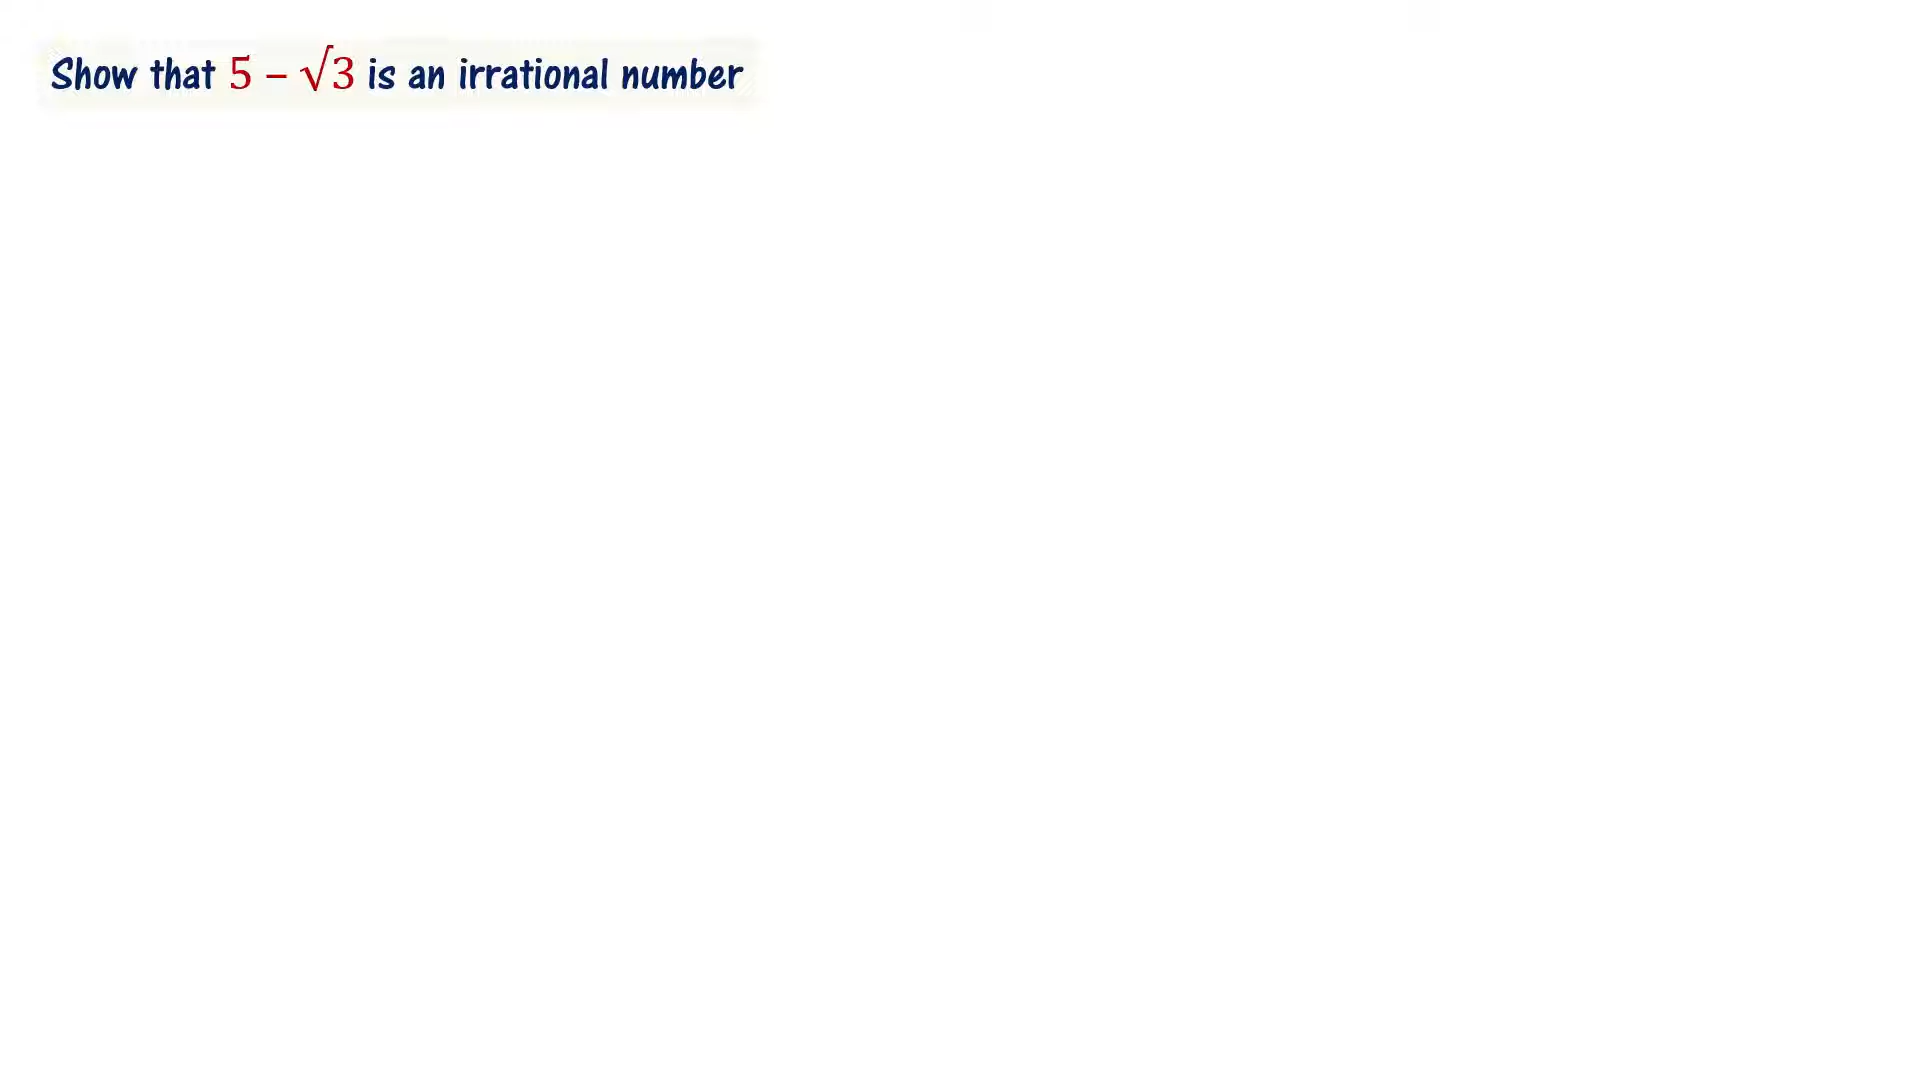 Show that 5 – √3 is an irrational number